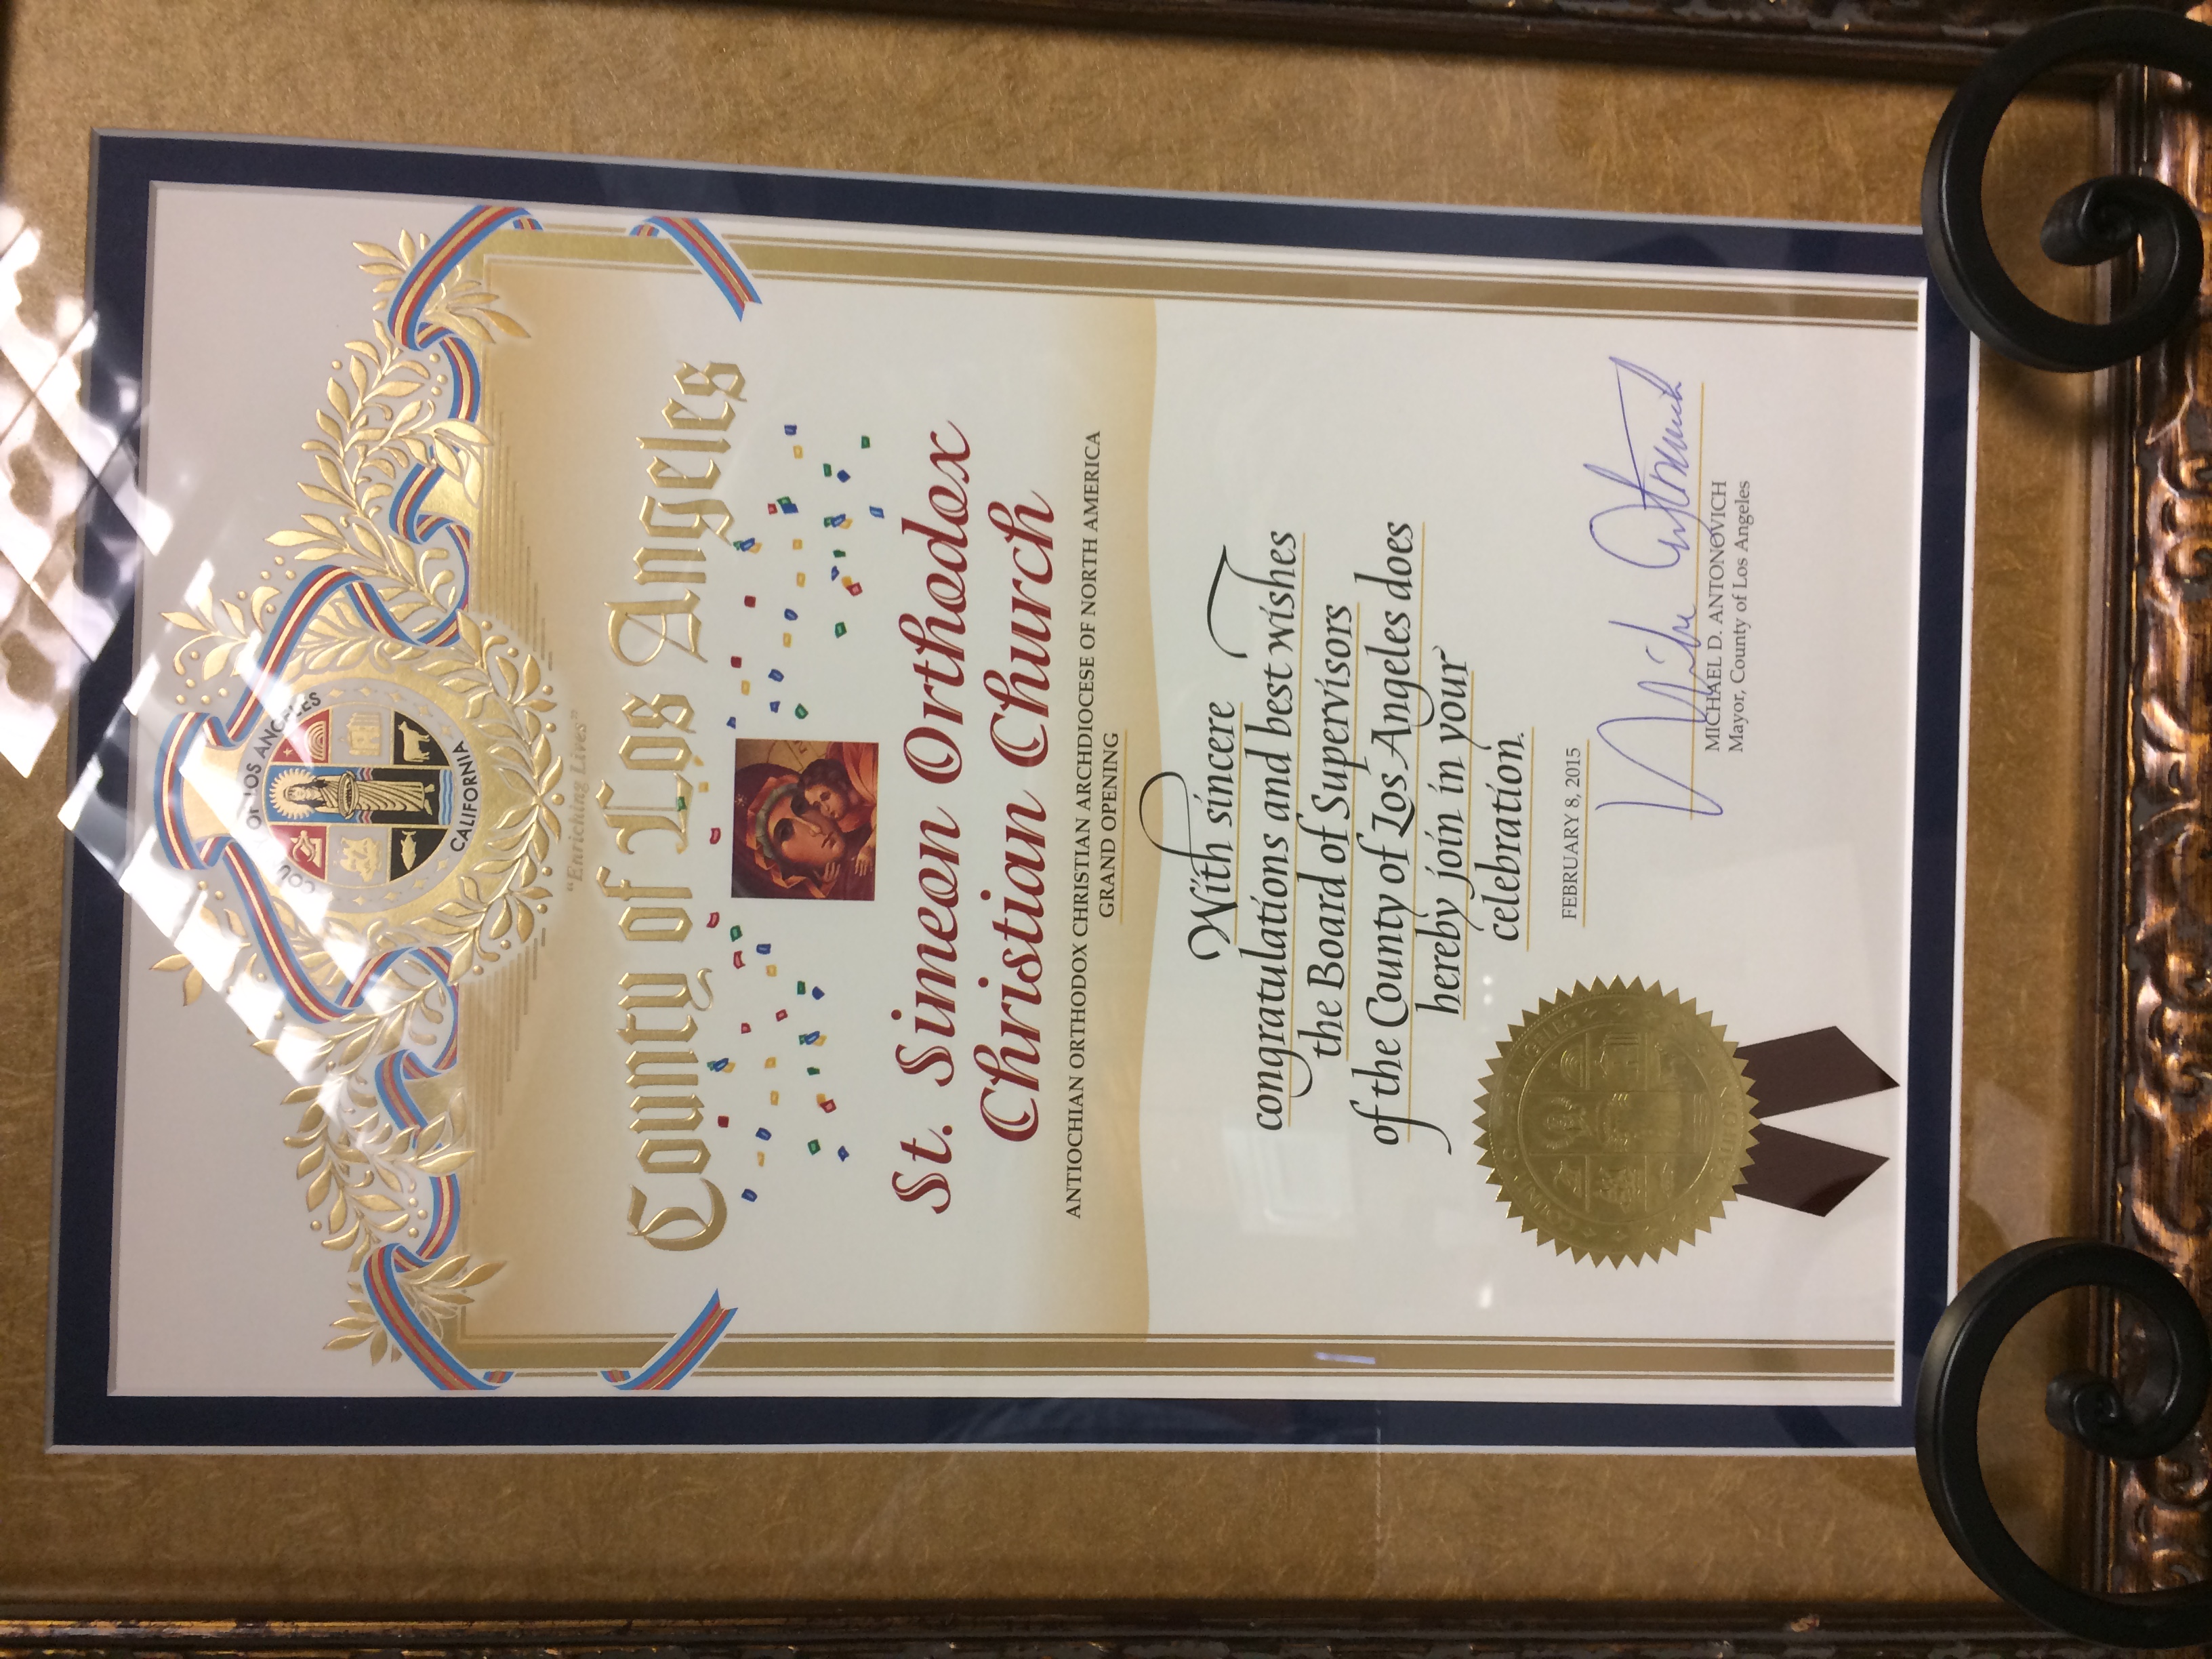 COUNTY OF LOS ANGELES
CALIFORNIA
"Enriching Lives"
County of Los Angeles
St. Simeon Orthodox
Christian Church
ANTIOCHIAN ORTHODOX CHRISTIAN ARCHDIOCESE OF NORTH AMERICA
GRAND OPENING
With sincere
congratulations and best wishes
the Board of Supervisors
of the County of Los Angeles does
hereby join in your
celebration.
FEBRUARY 8, 2015
Mike Antonovich
MICHAEL D. ANTONOVICH
Mayor, County of Los Angeles
COUNTY OF LOS ANGELES
CALIFORNIA